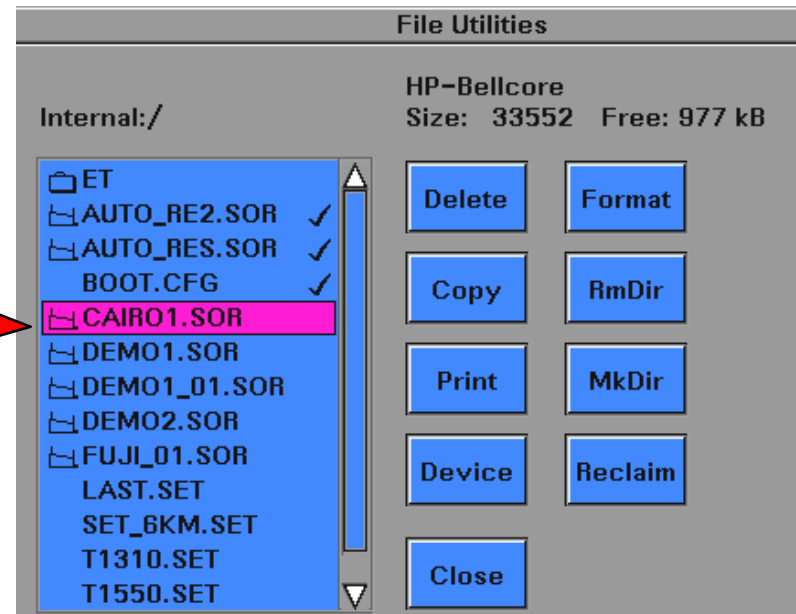 File Utilities
HP-Bellcore
Internal:/
Size: 33552 Free: 977 kB
ET
AUTO_RE2.SOR ✓
AUTO_RES.SOR ✓
BOOT.CFG ✓
CAIRO1.SOR
DEMO1.SOR
DEMO1_01.SOR
DEMO2.SOR
FUJI_01.SOR
LAST.SET
SET_6KM.SET
T1310.SET
T1550.SET
Delete
Format
Copy
RmDir
Print
MkDir
Device
Reclaim
Close